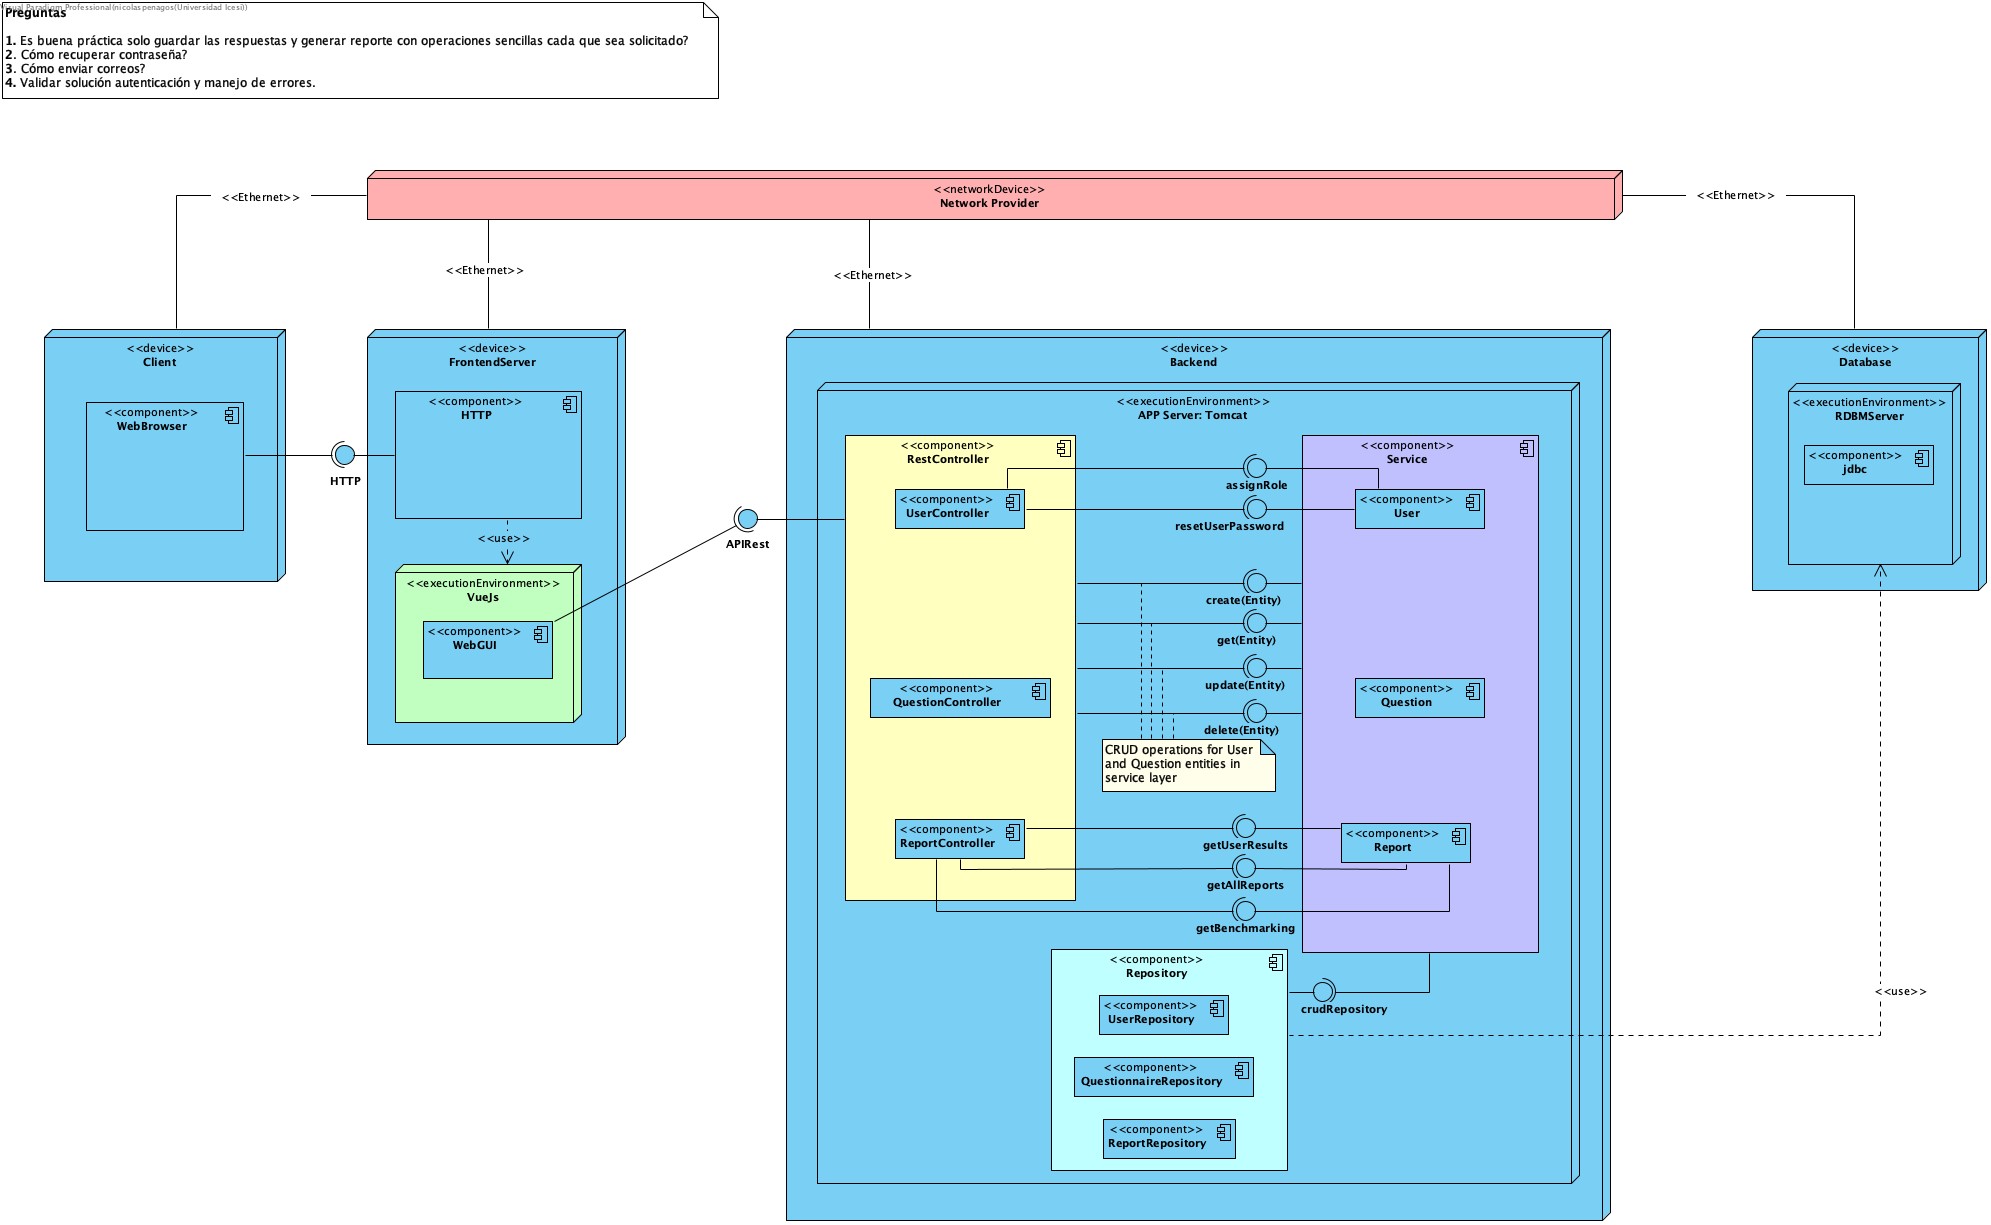 Visual Paradigm Professional(nicolaspenagos(Universidad Icesi))
Preguntas
1. Es buena práctica solo guardar las respuestas y generar reporte con operaciones sencillas cada que sea solicitado?
2. Cómo recuperar contraseña?
3. Cómo enviar correos?
4. Validar solución autenticación y manejo de errores.
<<networkDevice>>
Network Provider
<<Ethernet>>
<<Ethernet>>
<<Ethernet>>
<<Ethernet>>
<<device>>
Client
<<component>>
WebBrowser
HTTP
<<device>>
FrontendServer
<<component>>
HTTP
<<use>>
<<executionEnvironment>>
VueJs
<<component>>
WebGUI
APIRest
<<device>>
Backend
<<executionEnvironment>>
APP Server: Tomcat
<<component>>
RestController
<<component>>
UserController
<<component>>
QuestionController
<<component>>
ReportController
assignRole
resetUserPassword
create(Entity)
get(Entity)
update(Entity)
delete(Entity)
CRUD operations for User
and Question entities in
service layer
getUserResults
getAllReports
getBenchmarking
<<component>>
Service
<<component>>
User
<<component>>
Question
<<component>>
Report
<<component>>
Repository
<<component>>
UserRepository
<<component>>
QuestionnaireRepository
<<component>>
ReportRepository
crudRepository
<<use>>
<<device>>
Database
<<executionEnvironment>>
RDBMServer
<<component>>
jdbc